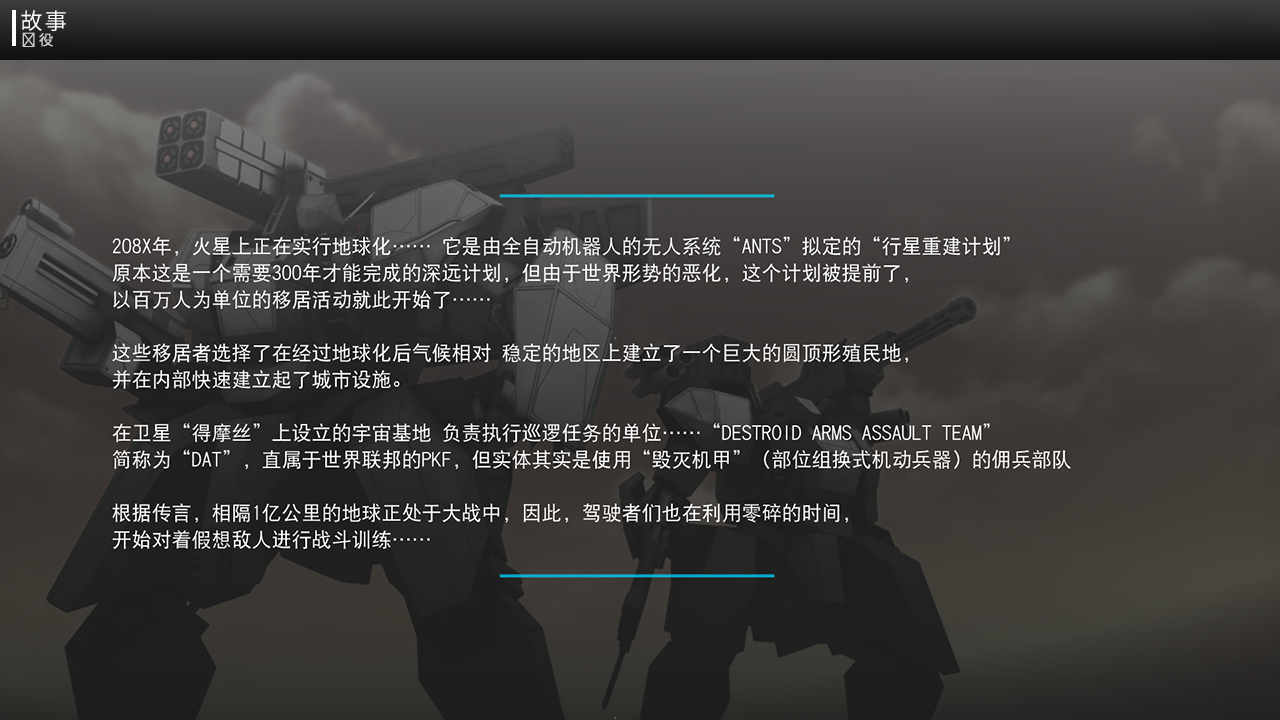 故事
役
208X年，火星上正在实行地球化…… 它是由全自动机器人的无人系统“ANTS”拟定的“行星重建计划”
原本这是一个需要300年才能完成的深远计划，但由于世界形势的恶化，这个计划被提前了，
以百万人为单位的移居活动就此开始了……
这些移居者选择了在经过地球化后气候相对 稳定的地区上建立了一个巨大的圆顶形殖民地，
并在内部快速建立起了城市设施。
在卫星“得摩丝”上设立的宇宙基地 负责执行巡逻任务的单位……“DESTROID ARMS ASSAULT TEAM”
简称为“DAT”，直属于世界联邦的PKF，但实体其实是使用“毁灭机甲”（部位组换式机动兵器）的佣兵部队
根据传言，相隔1亿公里的地球正处于大战中，因此，驾驶者们也在利用零碎的时间，
开始对着假想敌人进行战斗训练……